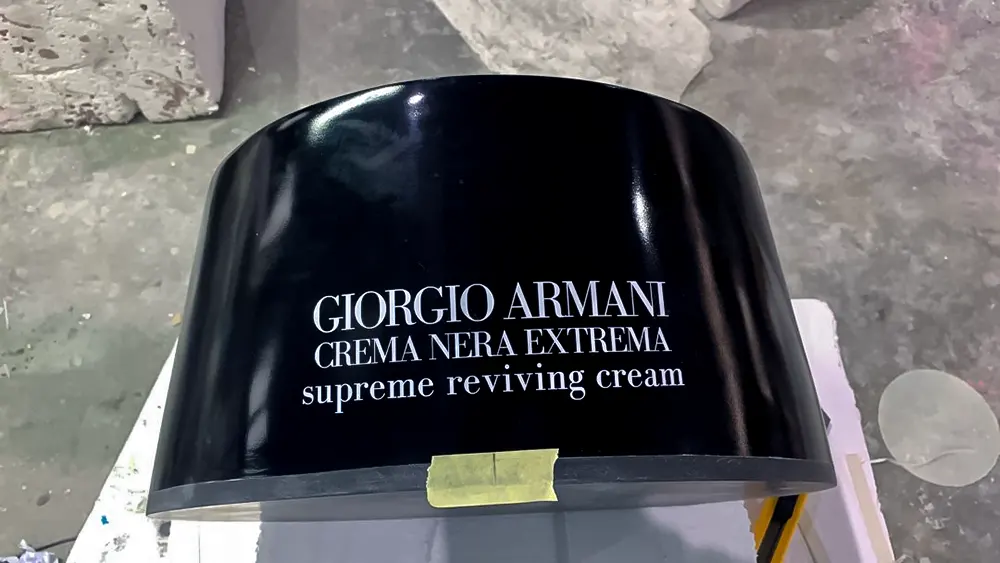 GIORGIO ARMANI
CREMA NERA EXTREMA
supreme reviving cream